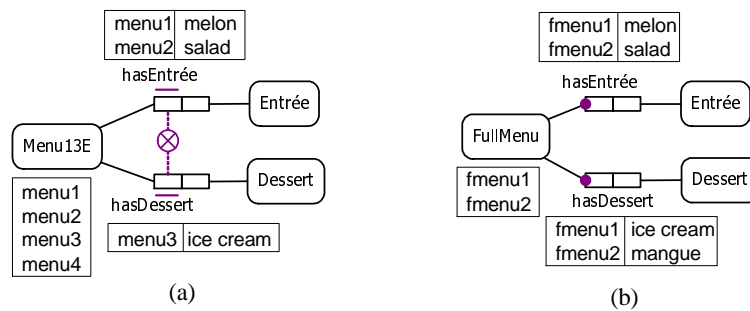 menu1 melon
menu2 salad
hasEntrée
Entrée
Menu13E
Dessert
hasDessert
menu1
menu2
menu3
menu4
menu3 ice cream
(a)
fmenu1 melon
fmenu2 salad
hasEntrée
Entrée
FullMenu
Dessert
fmenu1
fmenu2
hasDessert
fmenu1 ice cream
fmenu2 mangue
(b)